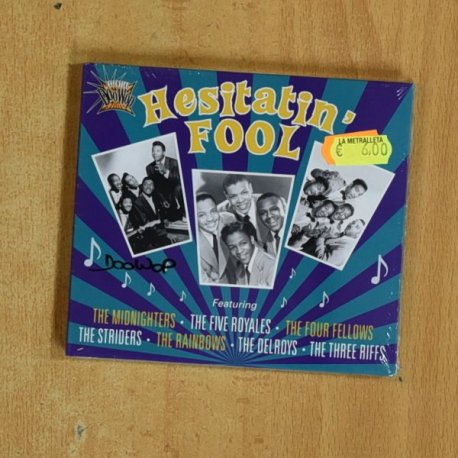 Hesitatin'
FOOL
LA METRALLETA
€ 6.00
DooWop
Featuring
THE MIDNIGHTERS · THE FIVE ROYALES · THE FOUR FELLOWS
THE STRIDERS · THE RAINBOWS · THE DELROYS · THE THREE RIFFS